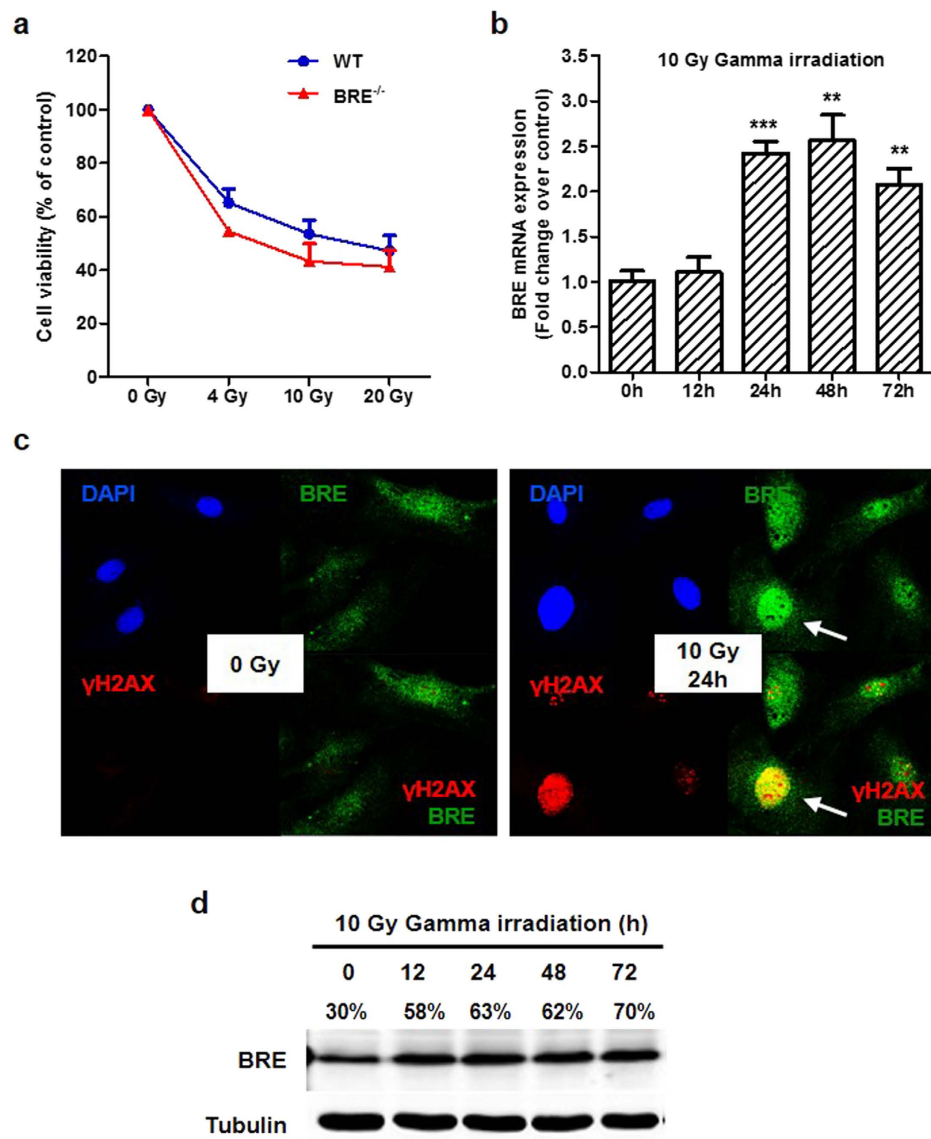 a
120
100
80
60
40
20
0
Cell viability (% of control)
WT
BRE-/-
0 Gy 4 Gy 10 Gy 20 Gy
b
10 Gy Gamma irradiation
3.5
3.0
2.5
2.0
1.5
1.0
0.5
0.0
BRE mRNA expression
(Fold change over control)
*** ** **
0h 12h 24h 48h 72h
c
DAPI BRE
0 Gy
γH2AX
γH2AX
BRE
DAPI BRE
10 Gy
24h
γH2AX
γH2AX
BRE
d
10 Gy Gamma irradiation (h)
0 12 24 48 72
30% 58% 63% 62% 70%
BRE
Tubulin